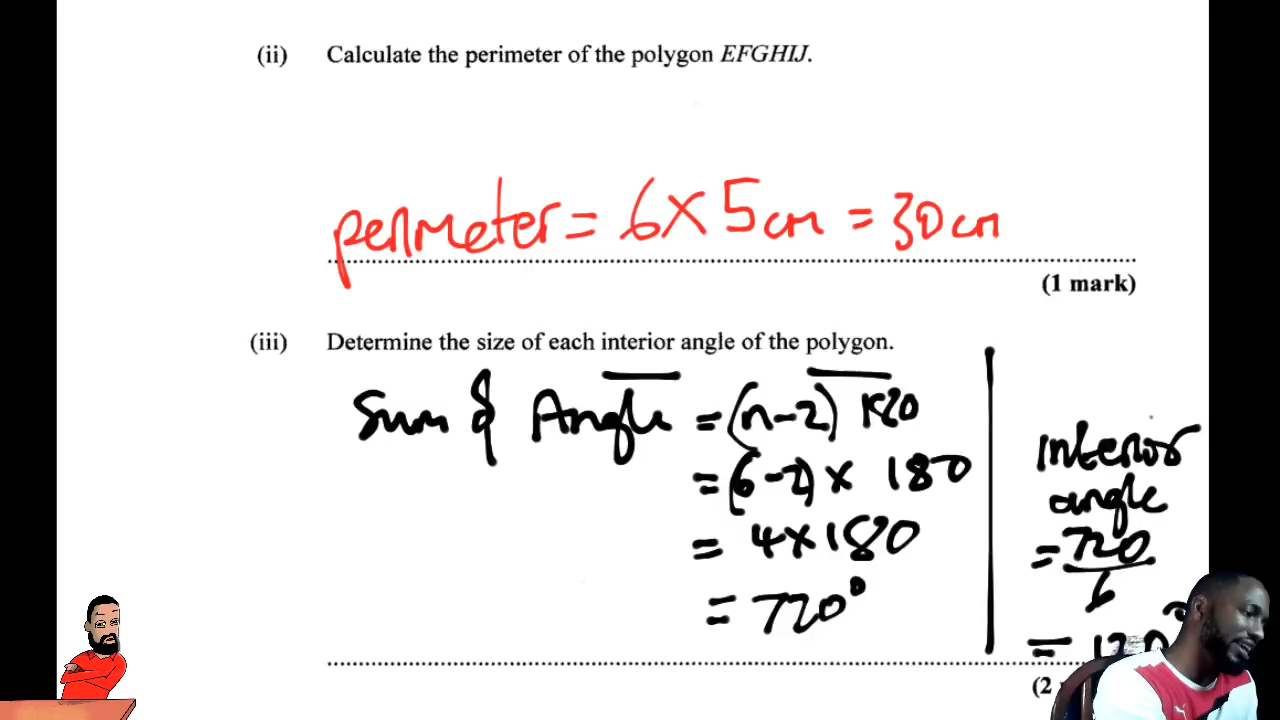 (ii) Calculate the perimeter of the polygon EFGHIJ.
perimeter = 6 × 5cm = 30cm
(1 mark)
(iii) Determine the size of each interior angle of the polygon.
Sum of Angle = (n-2) 180
= (6-2) × 180
= 4×180
= 720°
Interior
angle
= 720
6
= 120°
(2